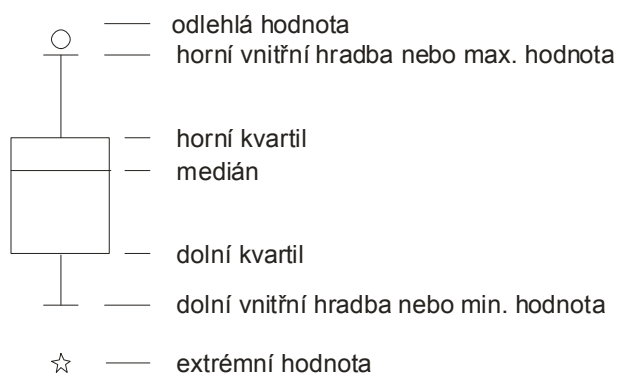 odlehlá hodnota
horní vnitřní hradba nebo max. hodnota
horní kvartil
medián
dolní kvartil
dolní vnitřní hradba nebo min. hodnota
extrémní hodnota